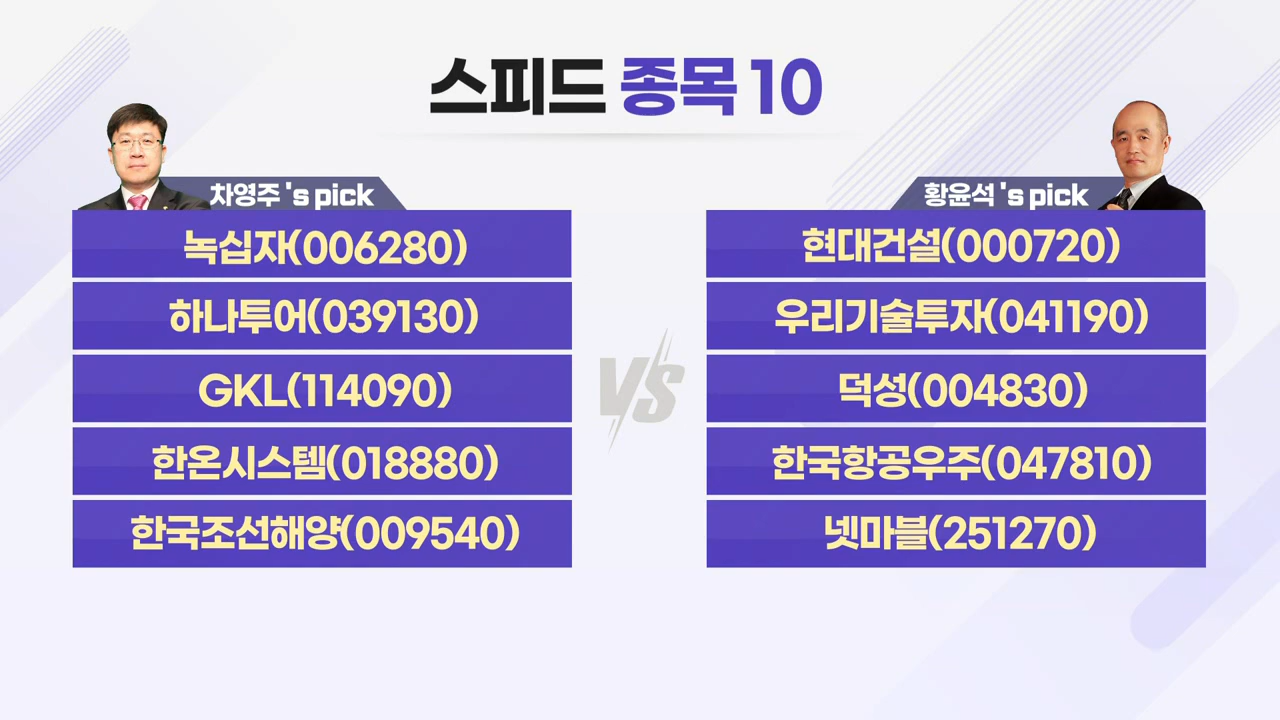 스피드 종목 10
차영주 's pick
녹십자(006280)
하나투어(039130)
GKL(114090)
한온시스템(018880)
한국조선해양(009540)
VS
황윤석 's pick
현대건설(000720)
우리기술투자(041190)
덕성(004830)
한국항공우주(047810)
넷마블(251270)